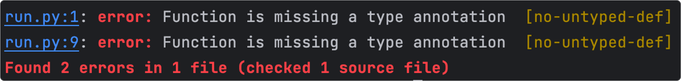 run.py:1: error: Function is missing a type annotation  [no-untyped-def]
run.py:9: error: Function is missing a type annotation  [no-untyped-def]
Found 2 errors in 1 file (checked 1 source file)